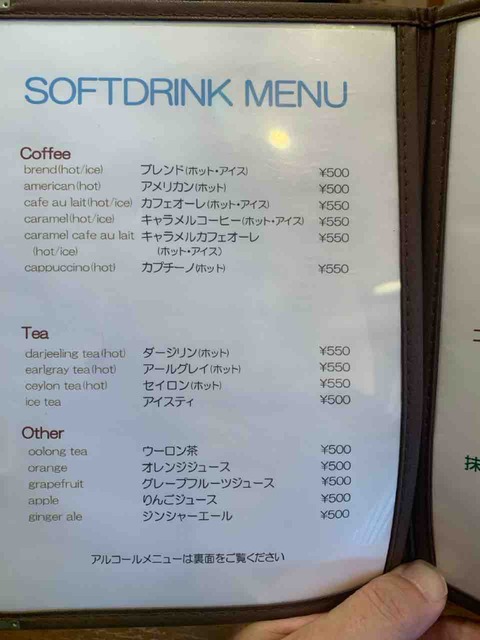 SOFTDRINK MENU
Coffee
brend(hot/ice) ブレンド(ホット・アイス) ¥500
american(hot) アメリカン(ホット) ¥500
cafe au lait(hot/ice) カフェオーレ(ホット・アイス) ¥550
caramel(hot/ice) キャラメルコーヒー(ホット・アイス) ¥550
caramel cafe au lait キャラメルカフェオーレ ¥550
(hot/ice) (ホット・アイス)
cappuccino(hot) カプチーノ(ホット) ¥550
Tea
darjeeling tea(hot) ダージリン(ホット) ¥550
earlgray tea(hot) アールグレイ(ホット) ¥550
ceylon tea(hot) セイロン(ホット) ¥550
ice tea アイスティ ¥500
Other
oolong tea ウーロン茶 ¥500
orange オレンジジュース ¥500
grapefruit グレープフルーツジュース ¥500
apple りんごジュース ¥500
ginger ale ジンシャーエール ¥500
アルコールメニューは裏面をご覧ください
抹